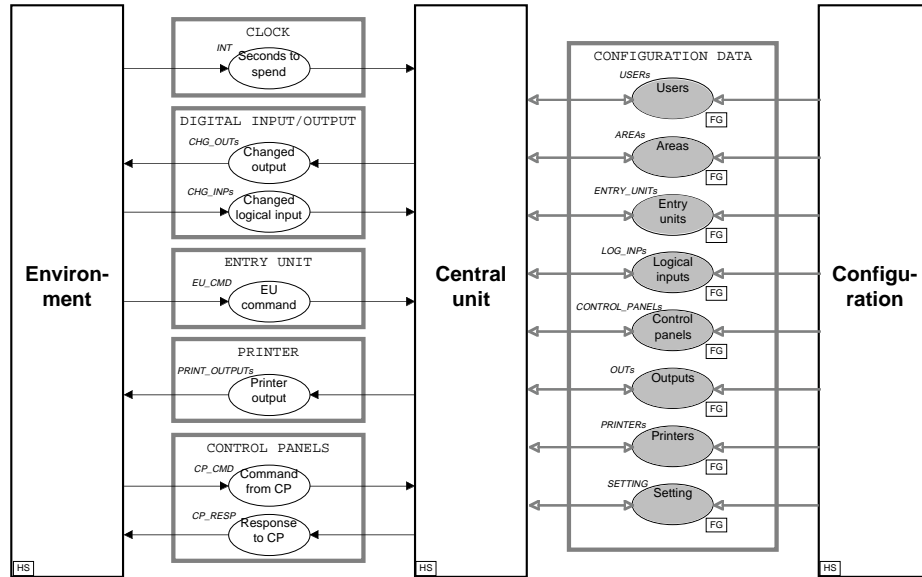 CLOCK
INT
Seconds to
spend
DIGITAL INPUT/OUTPUT
CHG_OUTs
Changed
output
CHG_INPs
Changed
logical input
ENTRY UNIT
EU_CMD
EU
command
PRINTER
PRINT_OUTPUTs
Printer
output
CONTROL PANELS
CP_CMD
Command
from CP
CP_RESP
Response
to CP
Environ-
ment
HS
Central
unit
HS
CONFIGURATION DATA
USERs
Users
FG
AREAs
Areas
FG
ENTRY_UNITs
Entry
units
FG
LOG_INPs
Logical
inputs
FG
CONTROL_PANELs
Control
panels
FG
OUTs
Outputs
FG
PRINTERs
Printers
FG
SETTING
Setting
FG
Configu-
ration
HS